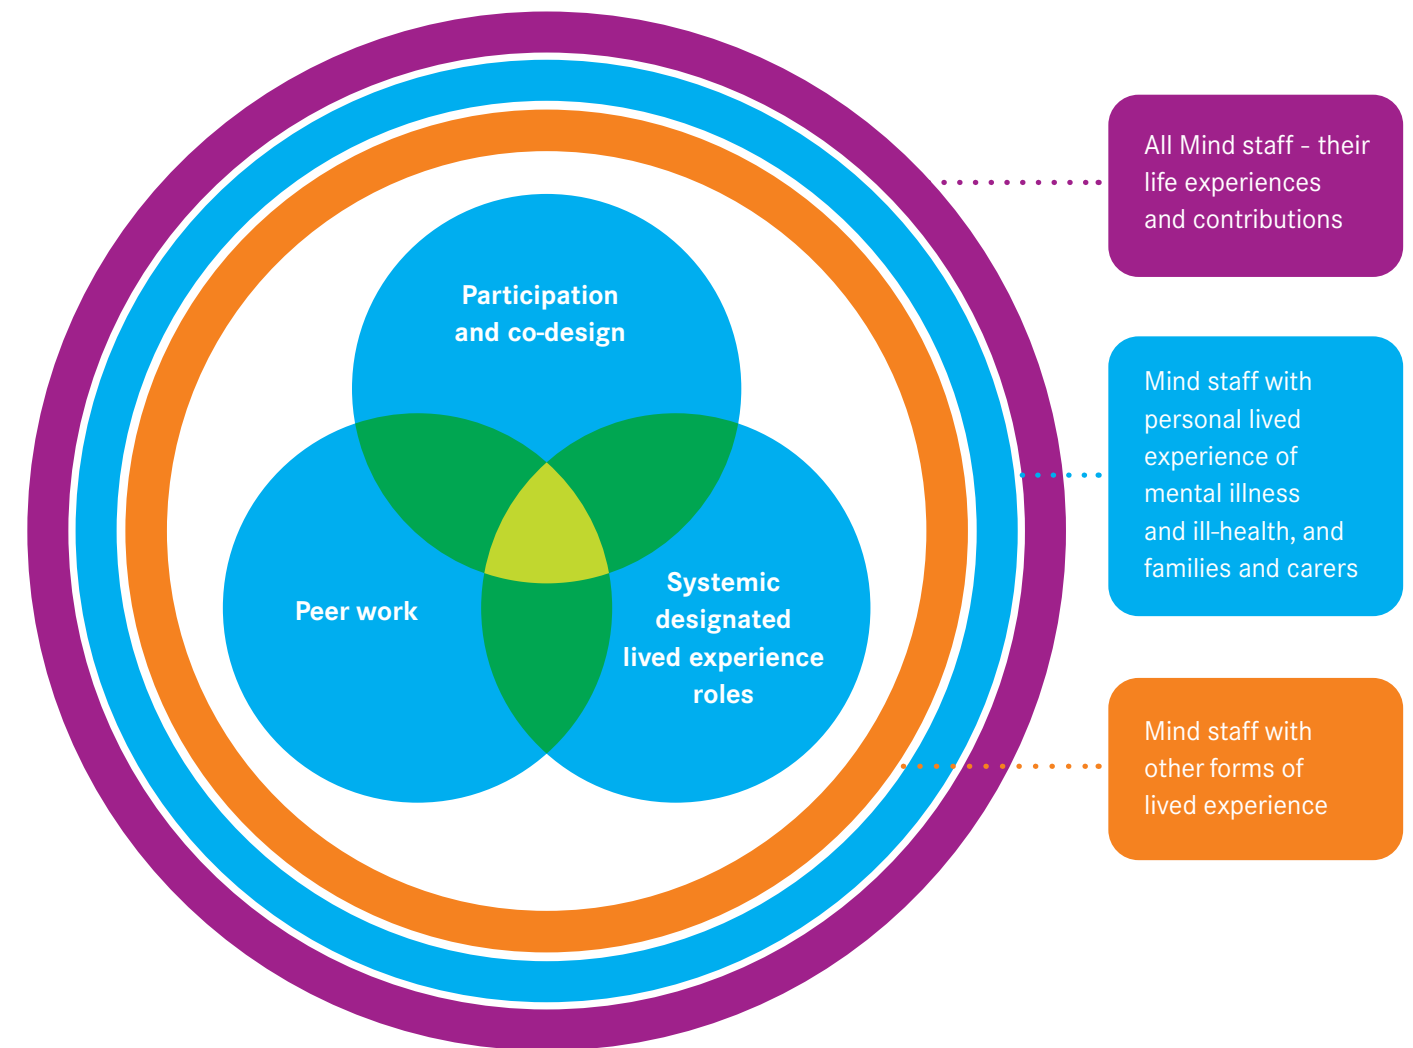 Participation
and co-design
Peer work
Systemic
designated
lived experience
roles
All Mind staff - their
life experiences
and contributions
Mind staff with
personal lived
experience of
mental illness
and ill-health, and
families and carers
Mind staff with
other forms of
lived experience